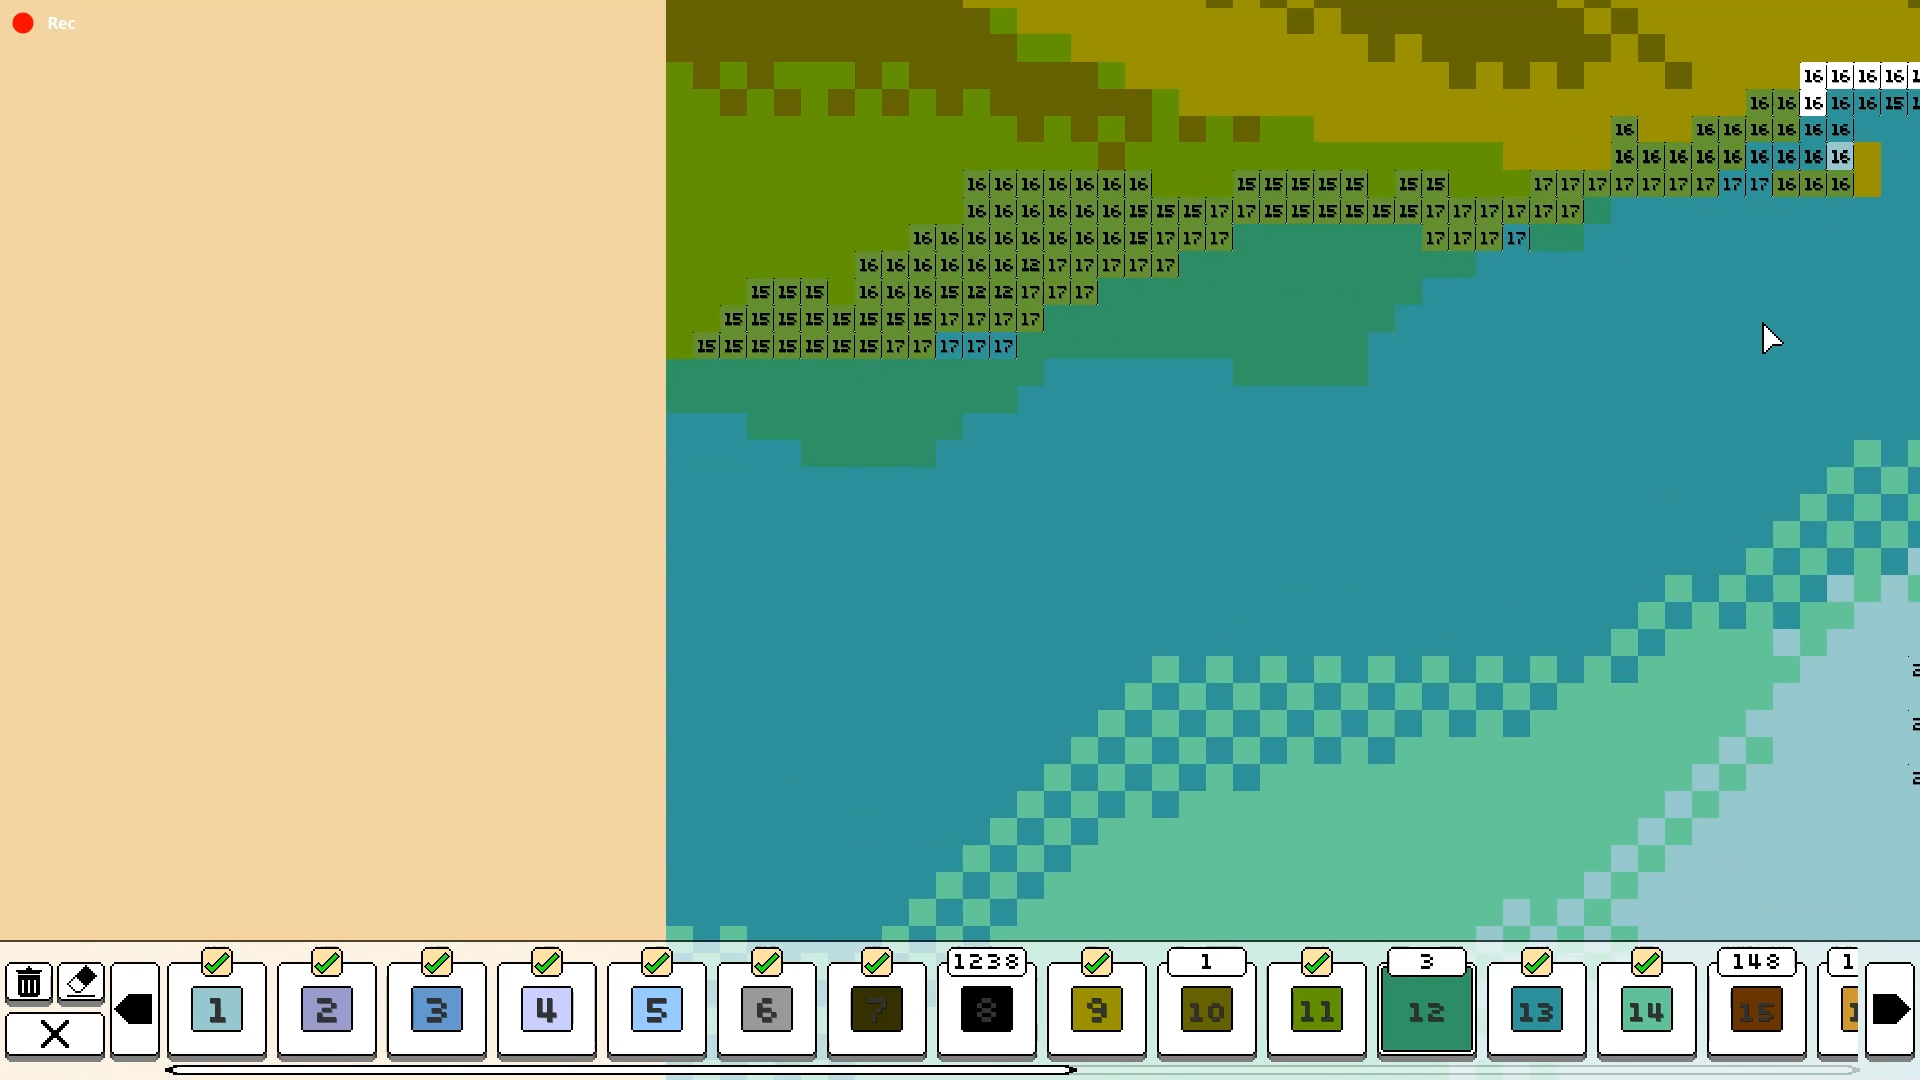 Rec
16 16 16 16
16 16 16 16 16 15
16 16 16 16 16 16 16
16 16 16 16 16 16 16 16 16
16 16 16 16 16 16 16 15 15 15 15 15 15 15 17 17 17 17 17 17 17 17 17 16 16 16
16 16 16 16 16 16 15 15 15 17 17 15 15 15 15 15 15 17 17 17 17 17 17
16 16 16 16 16 16 16 16 15 17 17 17 17 17 17 17
16 16 16 16 16 16 12 17 17 17 17 17
15 15 15 16 16 16 15 12 12 17 17 17
15 15 15 15 15 15 15 15 17 17 17 17
15 15 15 15 15 15 15 17 17 17 17 17
1238 1 3 148
1 2 3 4 5 6 7 8 9 10 11 12 13 14 15